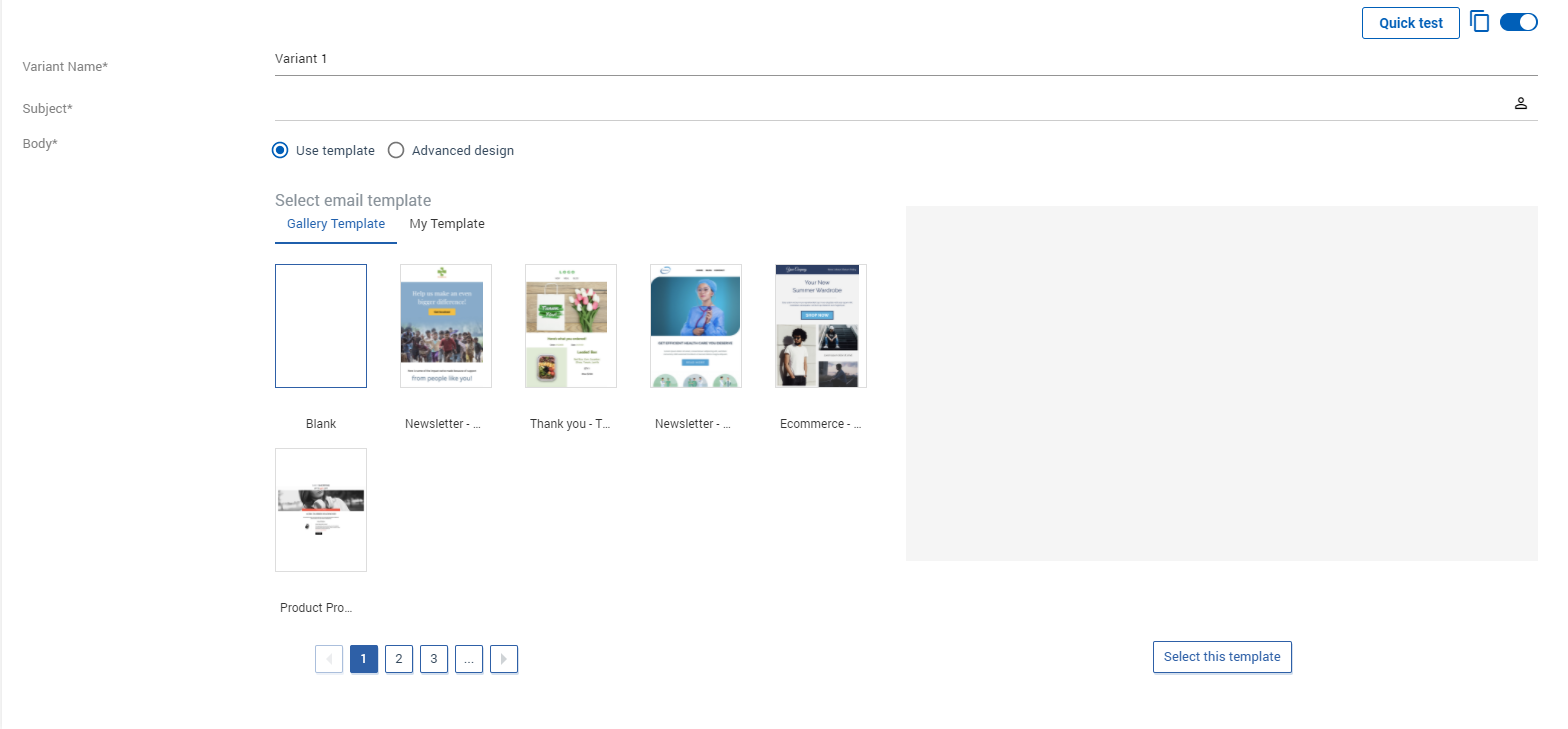 Quick test
Variant Name*
Variant 1
Subject*
Body*
Use template
Advanced design
Select email template
Gallery Template
My Template
Help us make an even
bigger difference!
from people like you!
LOGO
Your New
Summer Wardrobe
SHOP NOW
Blank
Newsletter - ...
Thank you - T...
Newsletter - ...
Ecommerce - ...
Product Pro...
1
2
3
...
Select this template